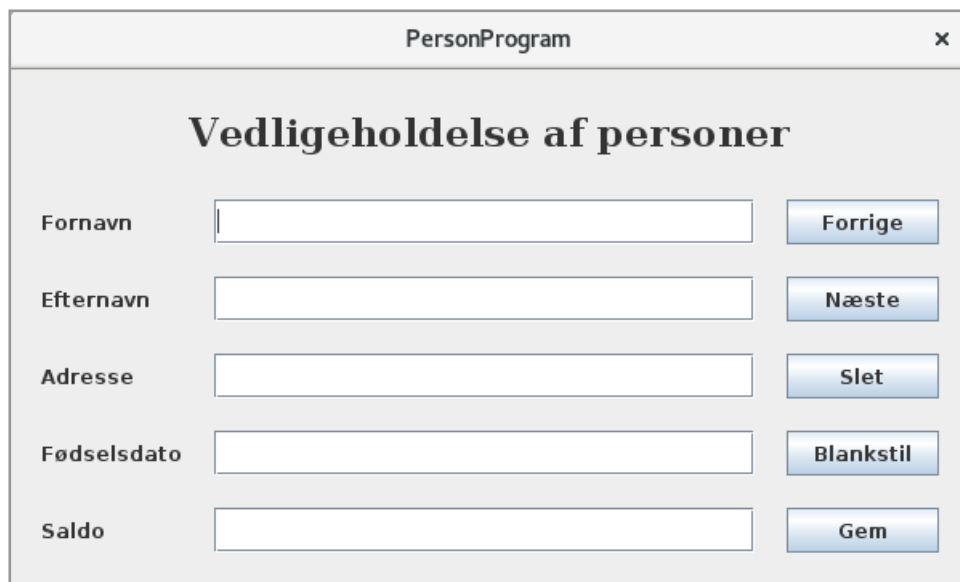 PersonProgram ×
Vedligeholdelse af personer
Fornavn Forrige
Efternavn Næste
Adresse Slet
Fødselsdato Blankstil
Saldo Gem